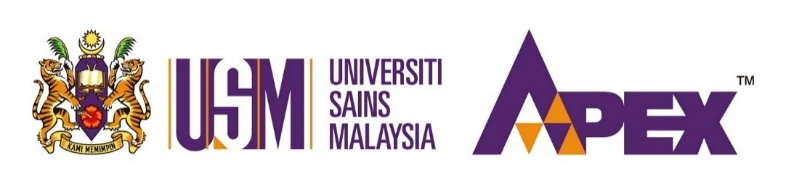 KAMI MEMIMPIN
USM
UNIVERSITI
SAINS
MALAYSIA
APEX
TM